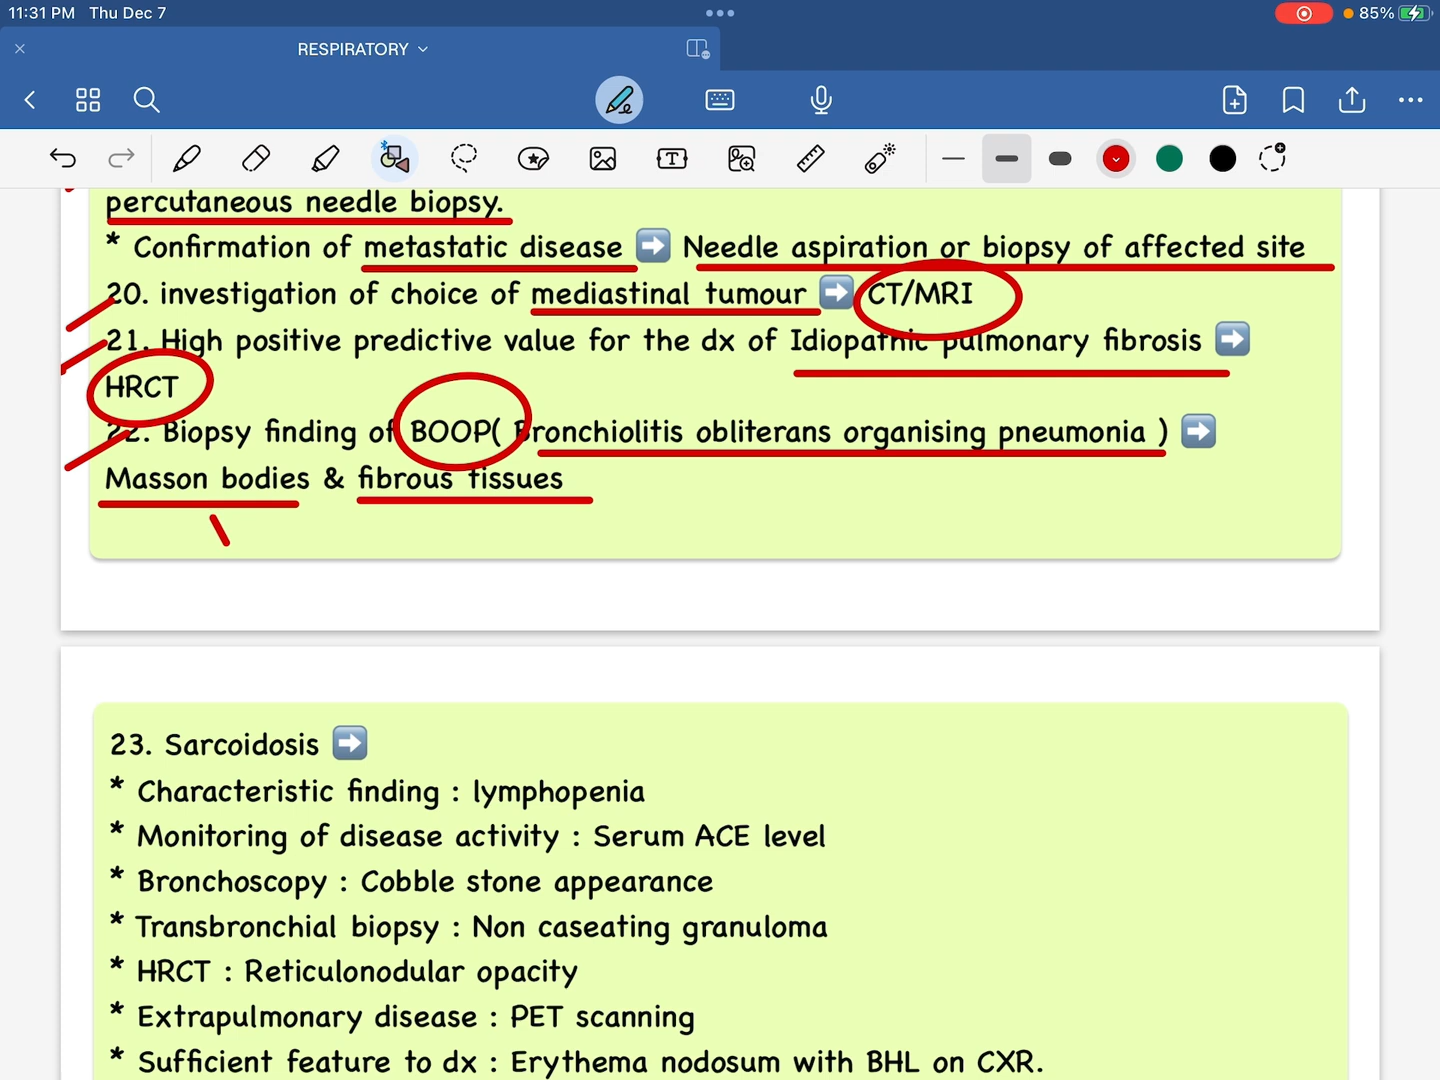 11:31 PM Thu Dec 7
85%
RESPIRATORY
percutaneous needle biopsy.
* Confirmation of metastatic disease ➡️ Needle aspiration or biopsy of affected site
20. investigation of choice of mediastinal tumour ➡️ CT/MRI
21. High positive predictive value for the dx of Idiopathic pulmonary fibrosis ➡️
HRCT
22. Biopsy finding of BOOP( Bronchiolitis obliterans organising pneumonia ) ➡️
Masson bodies & fibrous tissues
23. Sarcoidosis ➡️
* Characteristic finding : lymphopenia
* Monitoring of disease activity : Serum ACE level
* Bronchoscopy : Cobble stone appearance
* Transbronchial biopsy : Non caseating granuloma
* HRCT : Reticulonodular opacity
* Extrapulmonary disease : PET scanning
* Sufficient feature to dx : Erythema nodosum with BHL on CXR.